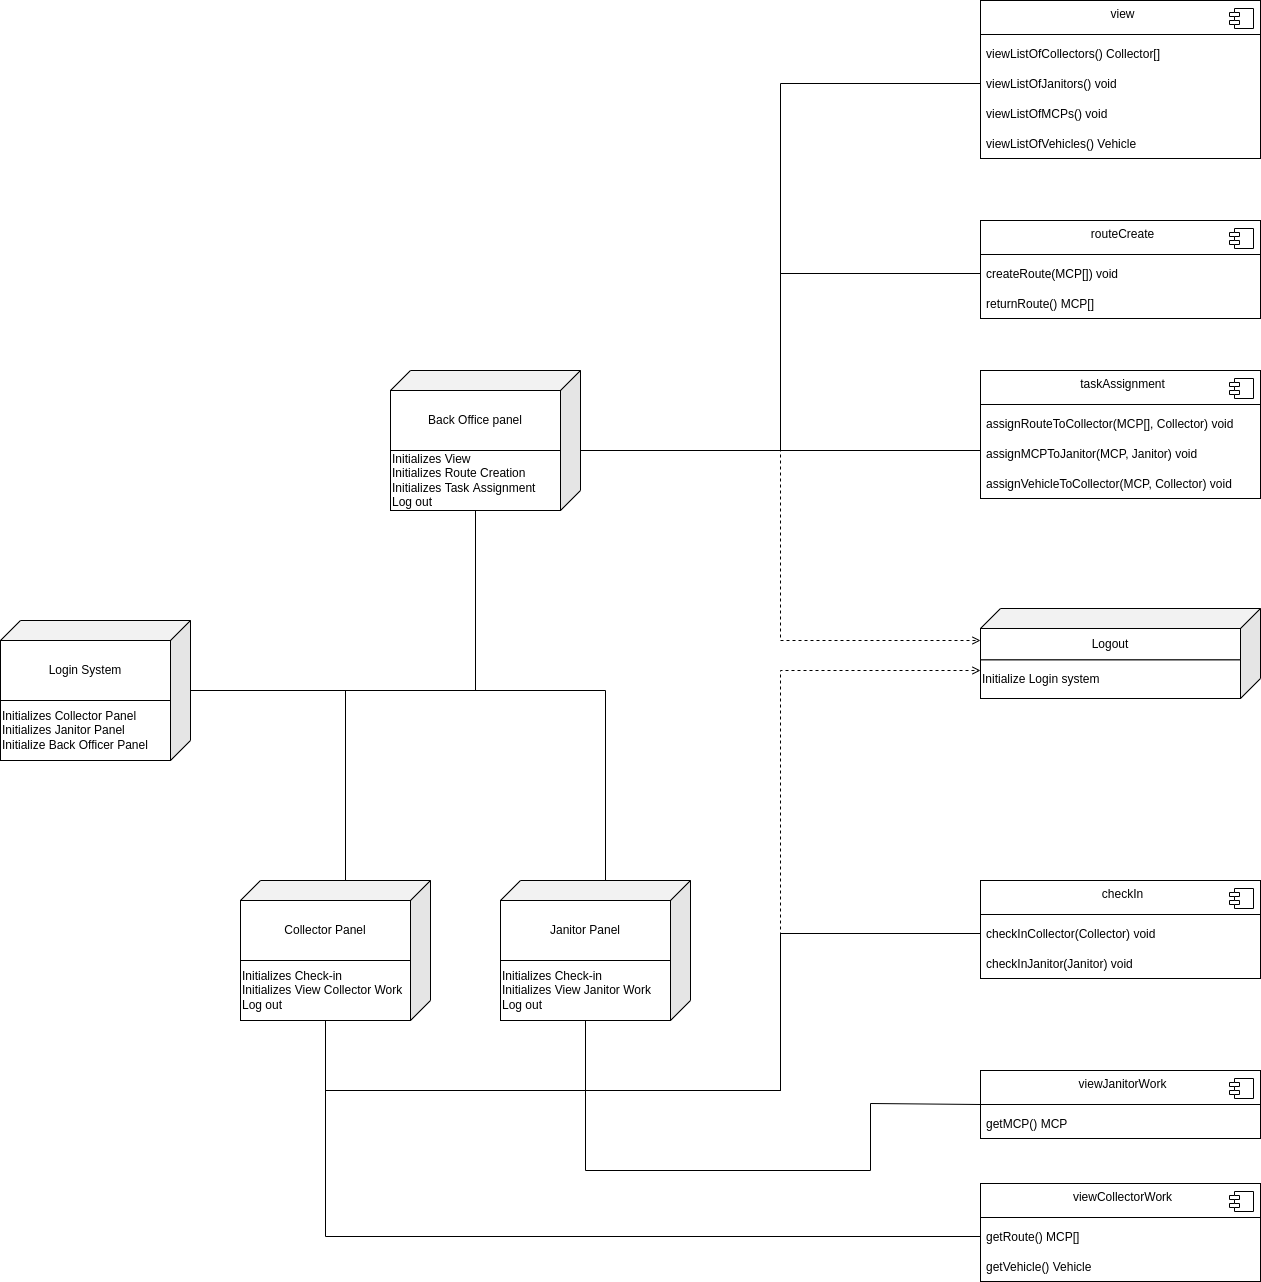 view
viewListOfCollectors() Collector[]
viewListOfJanitors() void
viewListOfMCPs() void
viewListOfVehicles() Vehicle
routeCreate
createRoute(MCP[]) void
returnRoute() MCP[]
Back Office panel
Initializes View
Initializes Route Creation
Initializes Task Assignment
Log out
taskAssignment
assignRouteToCollector(MCP[], Collector) void
assignMCPToJanitor(MCP, Janitor) void
assignVehicleToCollector(MCP, Collector) void
Login System
Initializes Collector Panel
Initializes Janitor Panel
Initialize Back Officer Panel
Logout
Initialize Login system
Collector Panel
Initializes Check-in
Initializes View Collector Work
Log out
Janitor Panel
Initializes Check-in
Initializes View Janitor Work
Log out
checkIn
checkInCollector(Collector) void
checkInJanitor(Janitor) void
viewJanitorWork
getMCP() MCP
viewCollectorWork
getRoute() MCP[]
getVehicle() Vehicle